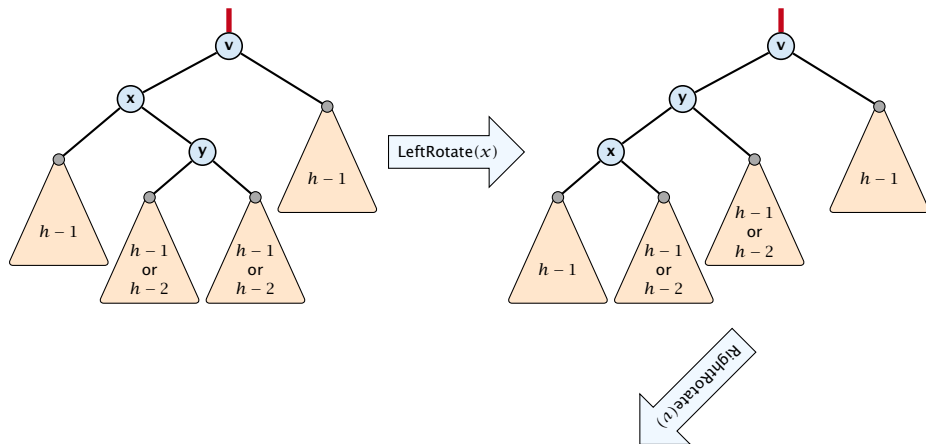 v
x
y
h − 1
h − 1
or
h − 2
h − 1
or
h − 2
h − 1
LeftRotate(x)
v
y
x
h − 1
h − 1
or
h − 2
h − 1
or
h − 2
h − 1
RightRotate(v)